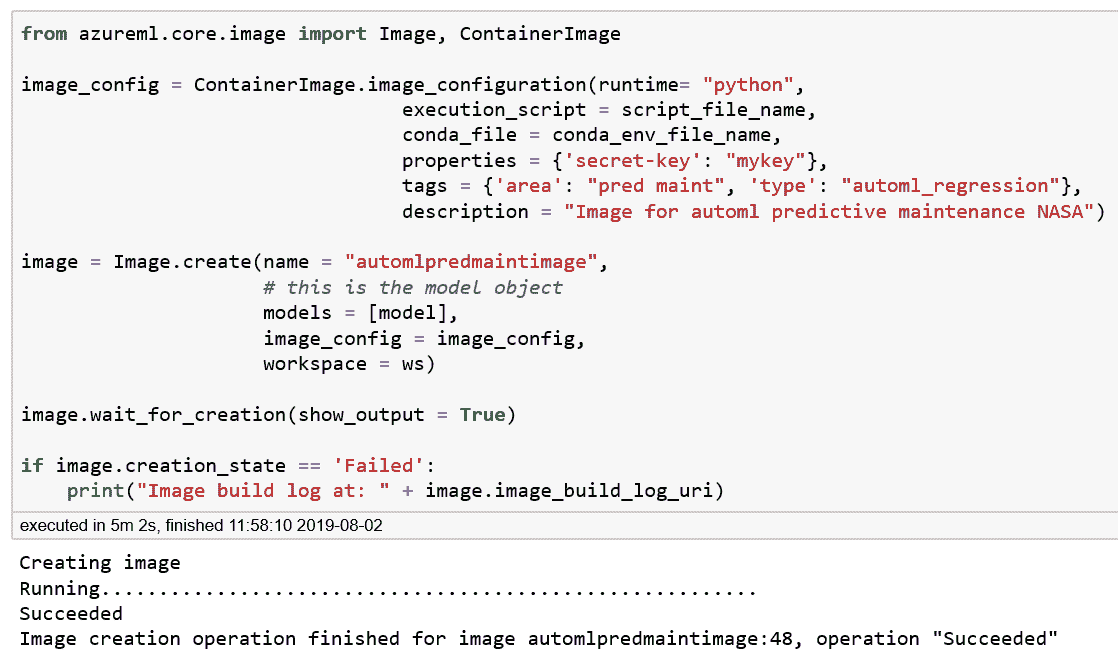 from azureml.core.image import Image, ContainerImage
image_config = ContainerImage.image_configuration(runtime= "python",
execution_script = script_file_name,
conda_file = conda_env_file_name,
properties = {'secret-key': "mykey"},
tags = {'area': "pred maint", 'type': "automl_regression"},
description = "Image for automl predictive maintenance NASA")
image = Image.create(name = "automlpredmaintimage",
# this is the model object
models = [model],
image_config = image_config,
workspace = ws)
image.wait_for_creation(show_output = True)
if image.creation_state == 'Failed':
print("Image build log at: " + image.image_build_log_uri)
executed in 5m 2s, finished 11:58:10 2019-08-02
Creating image
Running.........................................................
Succeeded
Image creation operation finished for image automlpredmaintimage:48, operation "Succeeded"